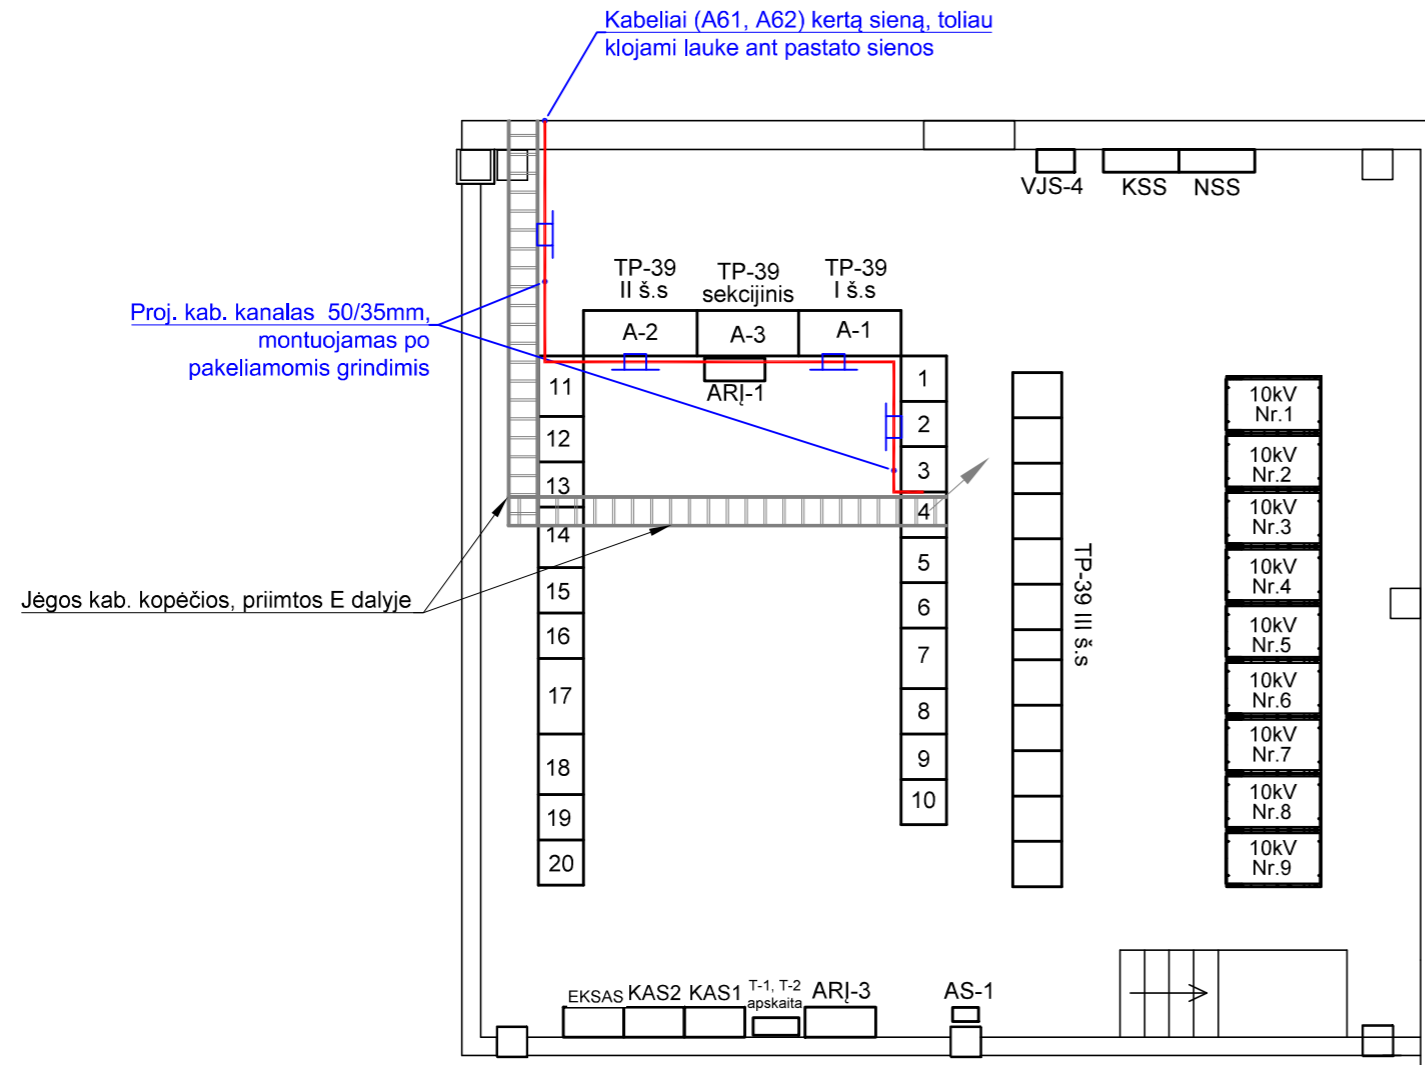 Kabeliai (A61, A62) kertą sieną, toliau
klojami lauke ant pastato sienos
VJS-4
KSS
NSS
TP-39
II š.s
TP-39
sekcijinis
TP-39
I š.s
Proj. kab. kanalas 50/35mm,
montuojamas po
pakeliamomis grindimis
A-2
A-3
A-1
ARĮ-1
11
12
13
14
15
16
17
18
19
20
1
2
3
4
5
6
7
8
9
10
Jėgos kab. kopėčios, priimtos E dalyje
TP-39 III š.s
10kV
Nr.1
10kV
Nr.2
10kV
Nr.3
10kV
Nr.4
10kV
Nr.5
10kV
Nr.6
10kV
Nr.7
10kV
Nr.8
10kV
Nr.9
EKSAS
KAS2
KAS1
T-1, T-2
apskaita
ARĮ-3
AS-1